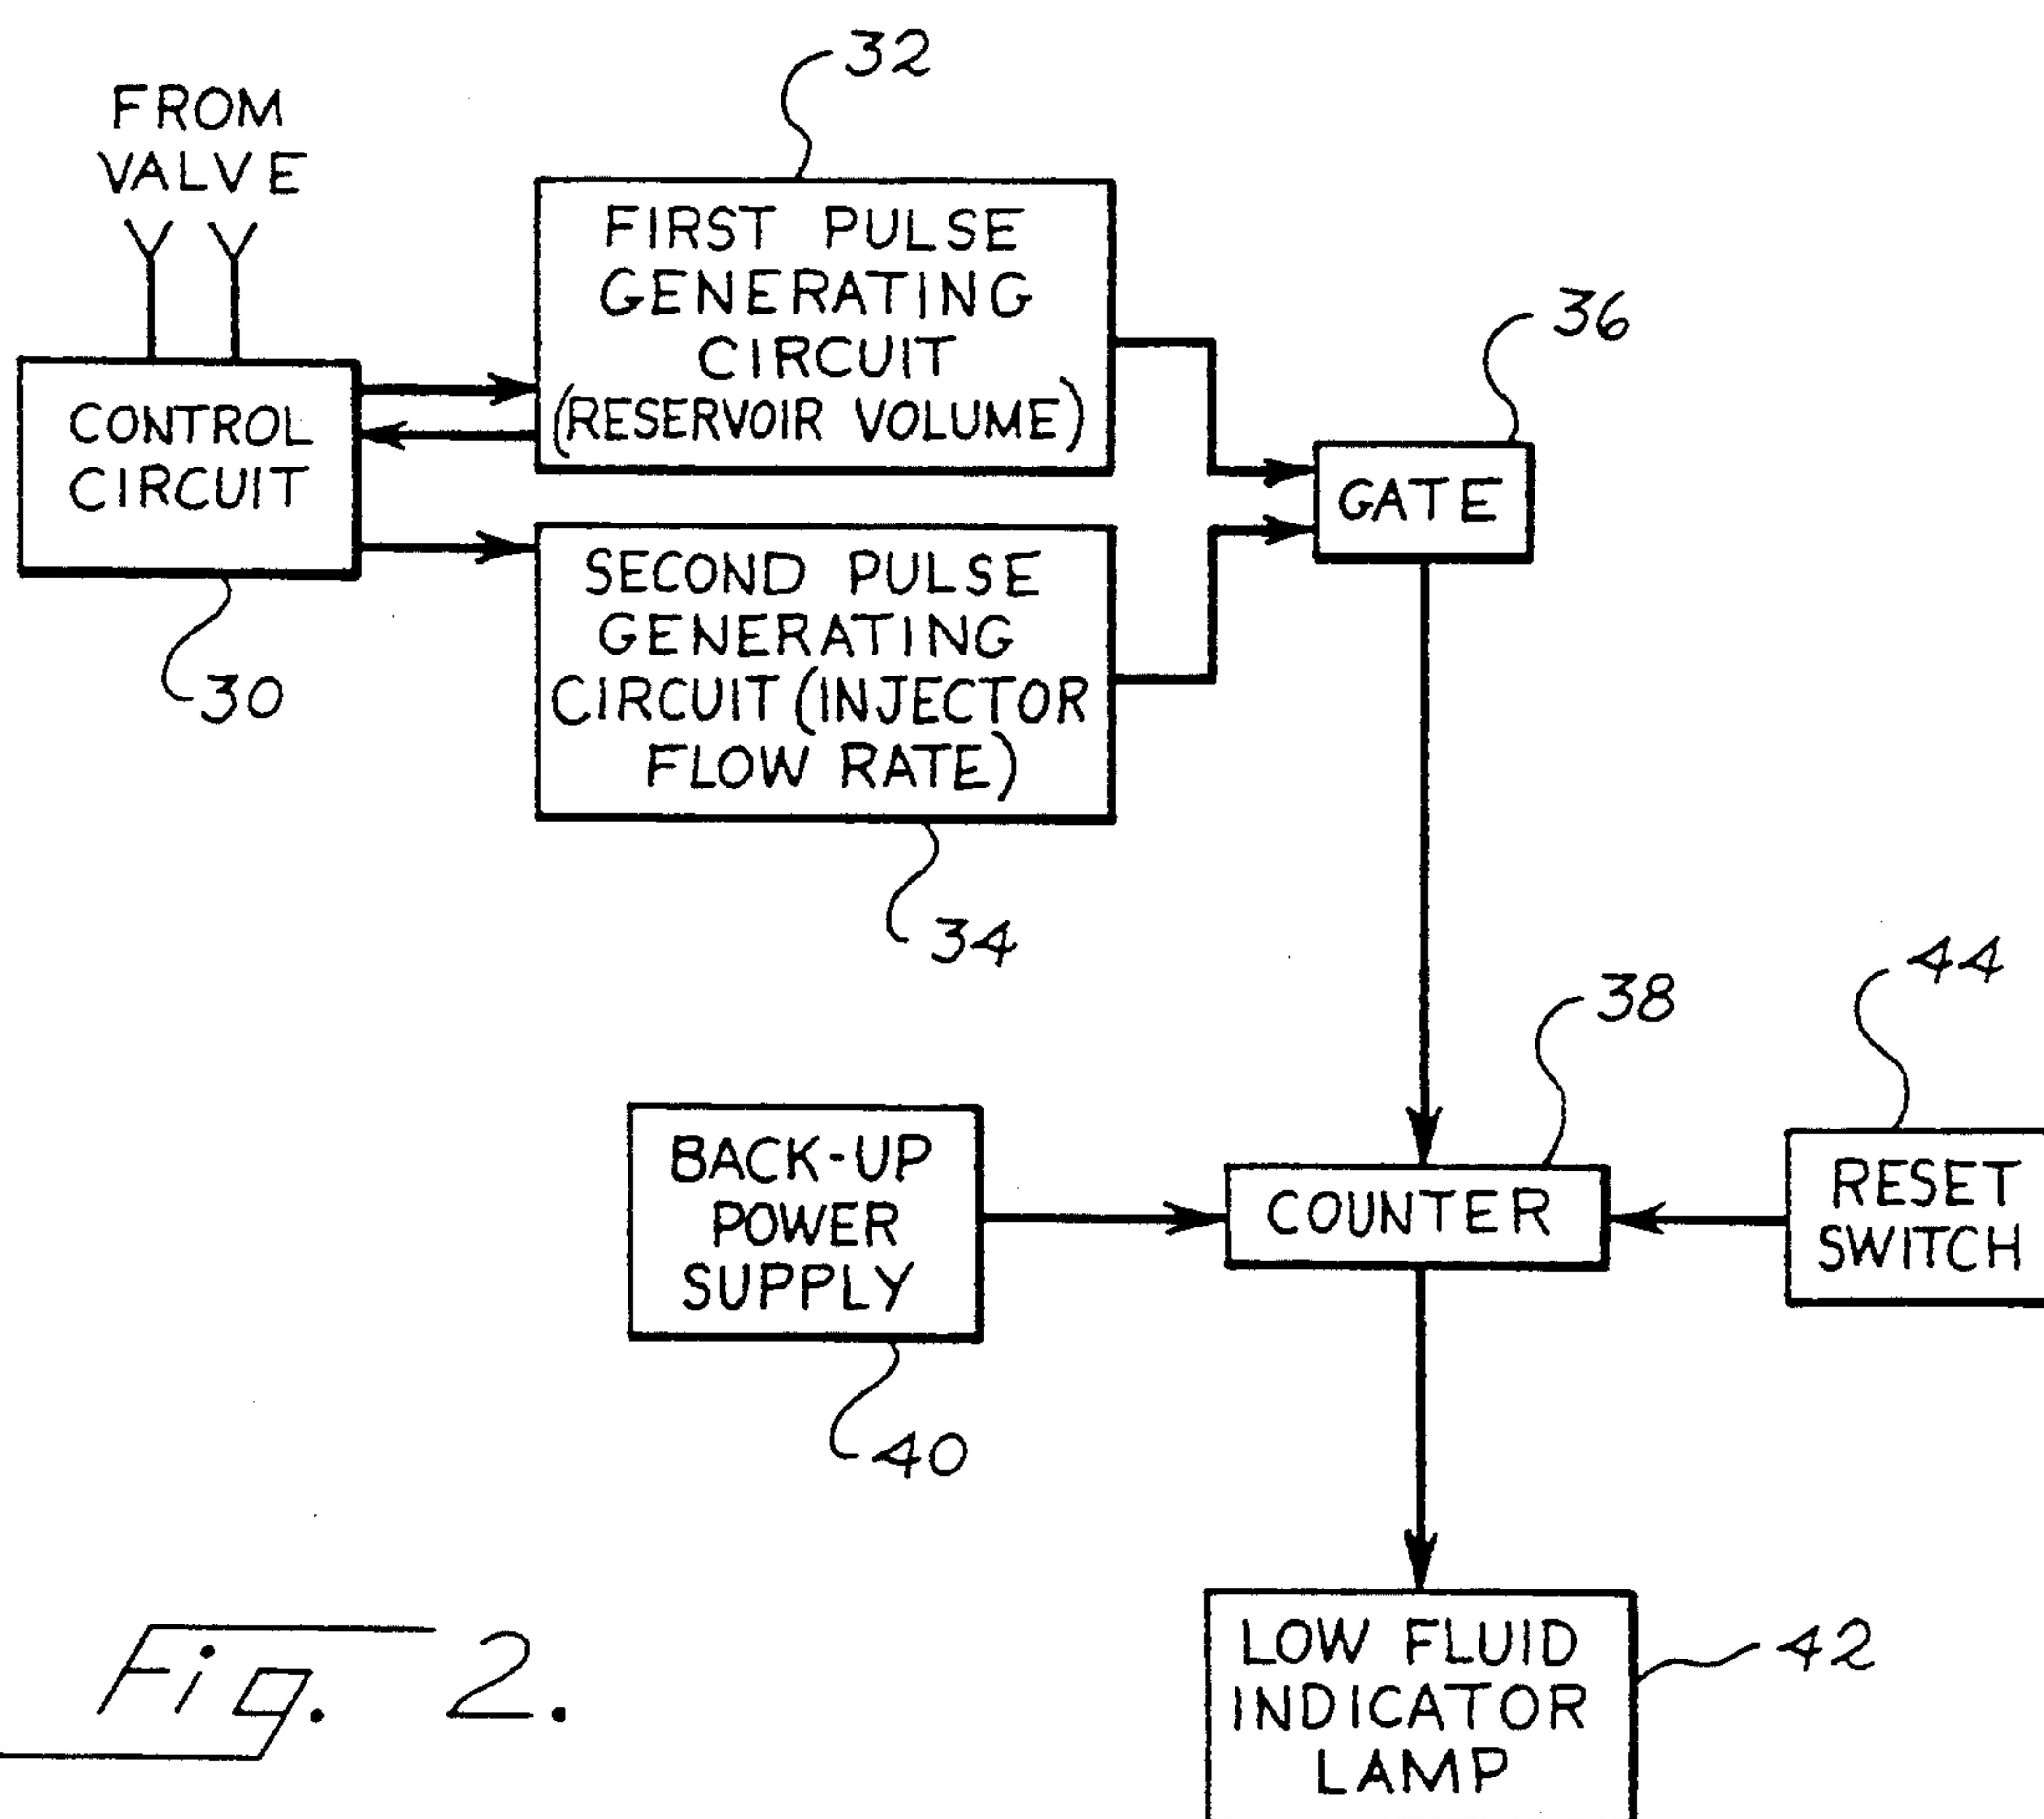 32
FROM
VALVE
FIRST PULSE
GENERATING
CIRCUIT
(RESERVOIR VOLUME)
36
CONTROL
CIRCUIT
GATE
30
SECOND PULSE
GENERATING
CIRCUIT (INJECTOR
FLOW RATE)
34
38
44
BACK-UP
POWER
SUPPLY
COUNTER
RESET
SWITCH
40
LOW FLUID
INDICATOR
LAMP
42
Fig. 2.